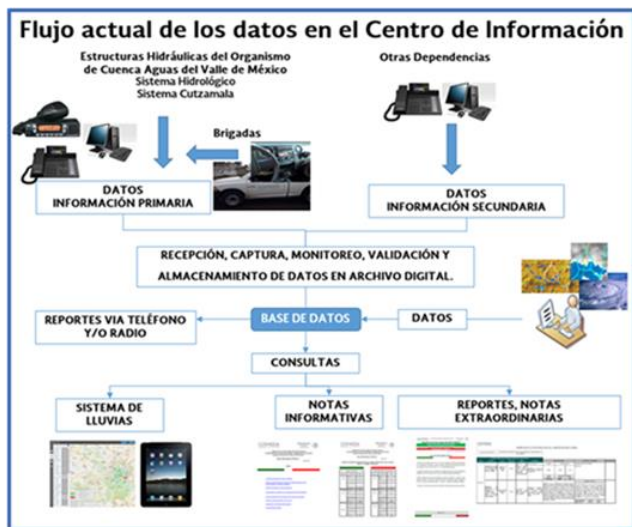 Flujo actual de los datos en el Centro de Información
Estructuras Hidráulicas del Organismo
de Cuenca Aguas del Valle de México
Sistema Hidrológico
Sistema Cutzamala
Otras Dependencias
Brigadas
DATOS
INFORMACIÓN PRIMARIA
DATOS
INFORMACIÓN SECUNDARIA
RECEPCIÓN, CAPTURA, MONITOREO, VALIDACIÓN Y
ALMACENAMIENTO DE DATOS EN ARCHIVO DIGITAL.
REPORTES VIA TELÉFONO
Y/O RADIO
BASE DE DATOS
DATOS
CONSULTAS
SISTEMA DE
LLUVIAS
NOTAS
INFORMATIVAS
REPORTES, NOTAS
EXTRAORDINARIAS